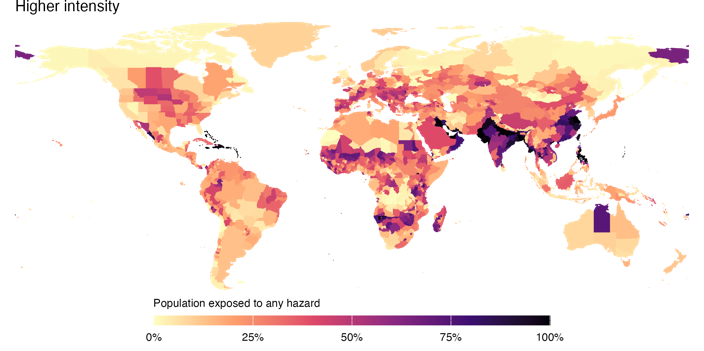 Higher intensity
Population exposed to any hazard
0% 25% 50% 75% 100%